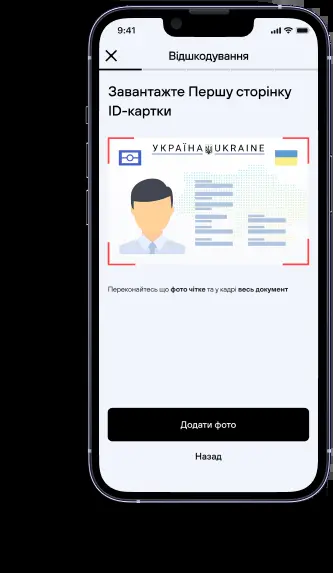 9:41
Відшкодування
Завантажте Першу сторінку
ID-картки
УКРАЇНА UKRAINE
Переконайтесь що фото чітке та у кадрі весь документ
Додати фото
Назад